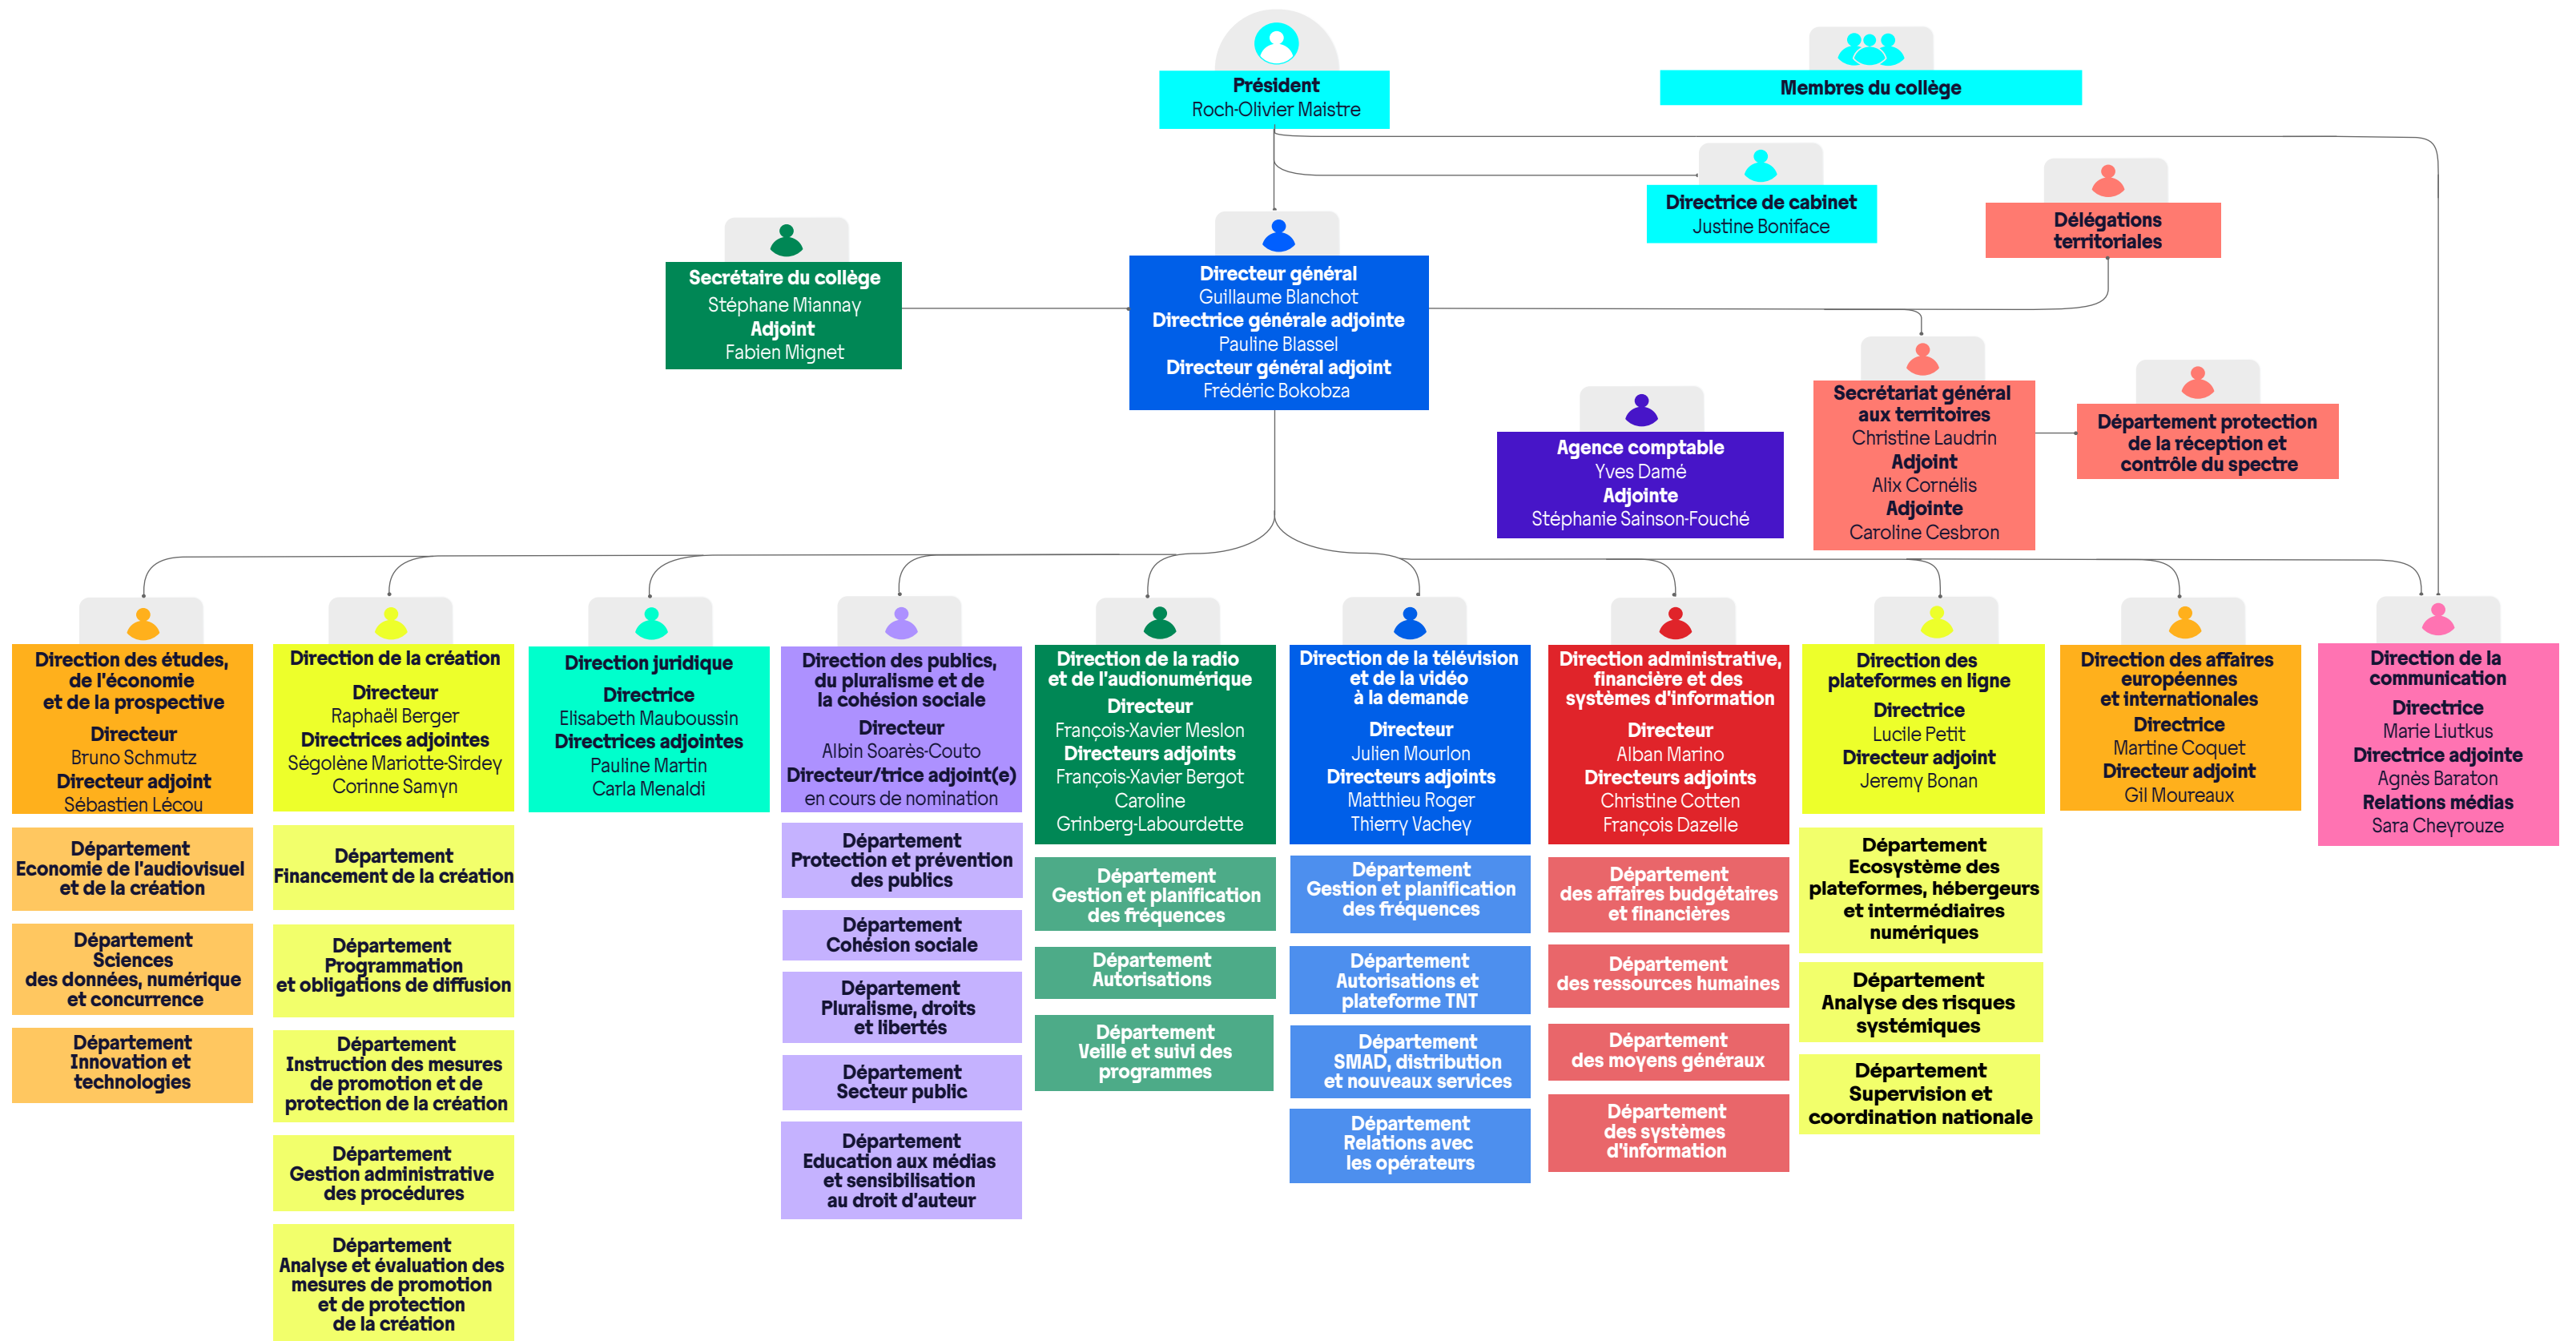 Président
Roch-Olivier Maistre
Membres du collège
Directrice de cabinet
Justine Boniface
Délégations
territoriales
Secrétaire du collège
Stéphane Miannay
Adjoint
Fabien Mignet
Directeur général
Guillaume Blanchot
Directrice générale adjointe
Pauline Blassel
Directeur général adjoint
Frédéric Bokobza
Secrétariat général
aux territoires
Christine Laudrin
Adjoint
Alix Cornélis
Adjointe
Caroline Cesbron
Département protection
de la réception et
contrôle du spectre
Agence comptable
Yves Damé
Adjointe
Stéphanie Sainson-Fouché
Direction des études,
de l'économie
et de la prospective
Directeur
Bruno Schmutz
Directeur adjoint
Sébastien Lécou
Département
Economie de l'audiovisuel
et de la création
Département
Sciences
des données, numérique
et concurrence
Département
Innovation et
technologies
Direction de la création
Directeur
Raphaël Berger
Directrices adjointes
Ségolène Mariotte-Sirdey
Corinne Samyn
Département
Financement de la création
Département
Programmation
et obligations de diffusion
Département
Instruction des mesures
de promotion et de
protection de la création
Département
Gestion administrative
des procédures
Département
Analyse et évaluation des
mesures de promotion
et de protection
de la création
Direction juridique
Directrice
Elisabeth Mauboussin
Directrices adjointes
Pauline Martin
Carla Menaldi
Direction des publics,
du pluralisme et de
la cohésion sociale
Directeur
Albin Soarès-Couto
Directeur/trice adjoint(e)
en cours de nomination
Département
Protection et prévention
des publics
Département
Cohésion sociale
Département
Pluralisme, droits
et libertés
Département
Secteur public
Département
Education aux médias
et sensibilisation
au droit d'auteur
Direction de la radio
et de l'audionumérique
Directeur
François-Xavier Meslon
Directeurs adjoints
François-Xavier Bergot
Caroline
Grinberg-Labourdette
Département
Gestion et planification
des fréquences
Département
Autorisations
Département
Veille et suivi des
programmes
Direction de la télévision
et de la vidéo
à la demande
Directeur
Julien Mourlon
Directeurs adjoints
Matthieu Roger
Thierry Vachey
Département
Gestion et planification
des fréquences
Département
Autorisations et
plateforme TNT
Département
SMAD, distribution
et nouveaux services
Département
Relations avec
les opérateurs
Direction administrative,
financière et des
systèmes d'information
Directeur
Alban Marino
Directeurs adjoints
Christine Cotten
François Dazelle
Département
des affaires budgétaires
et financières
Département
des ressources humaines
Département
des moyens généraux
Département
des systèmes
d'information
Direction des
plateformes en ligne
Directrice
Lucile Petit
Directeur adjoint
Jeremy Bonan
Département
Ecosystème des
plateformes, hébergeurs
et intermédiaires
numériques
Département
Analyse des risques
systémiques
Département
Supervision et
coordination nationale
Direction des affaires
européennes
et internationales
Directrice
Martine Coquet
Directeur adjoint
Gil Moureaux
Direction de la
communication
Directrice
Marie Liutkus
Directrice adjointe
Agnès Baraton
Relations médias
Sara Cheyrouze